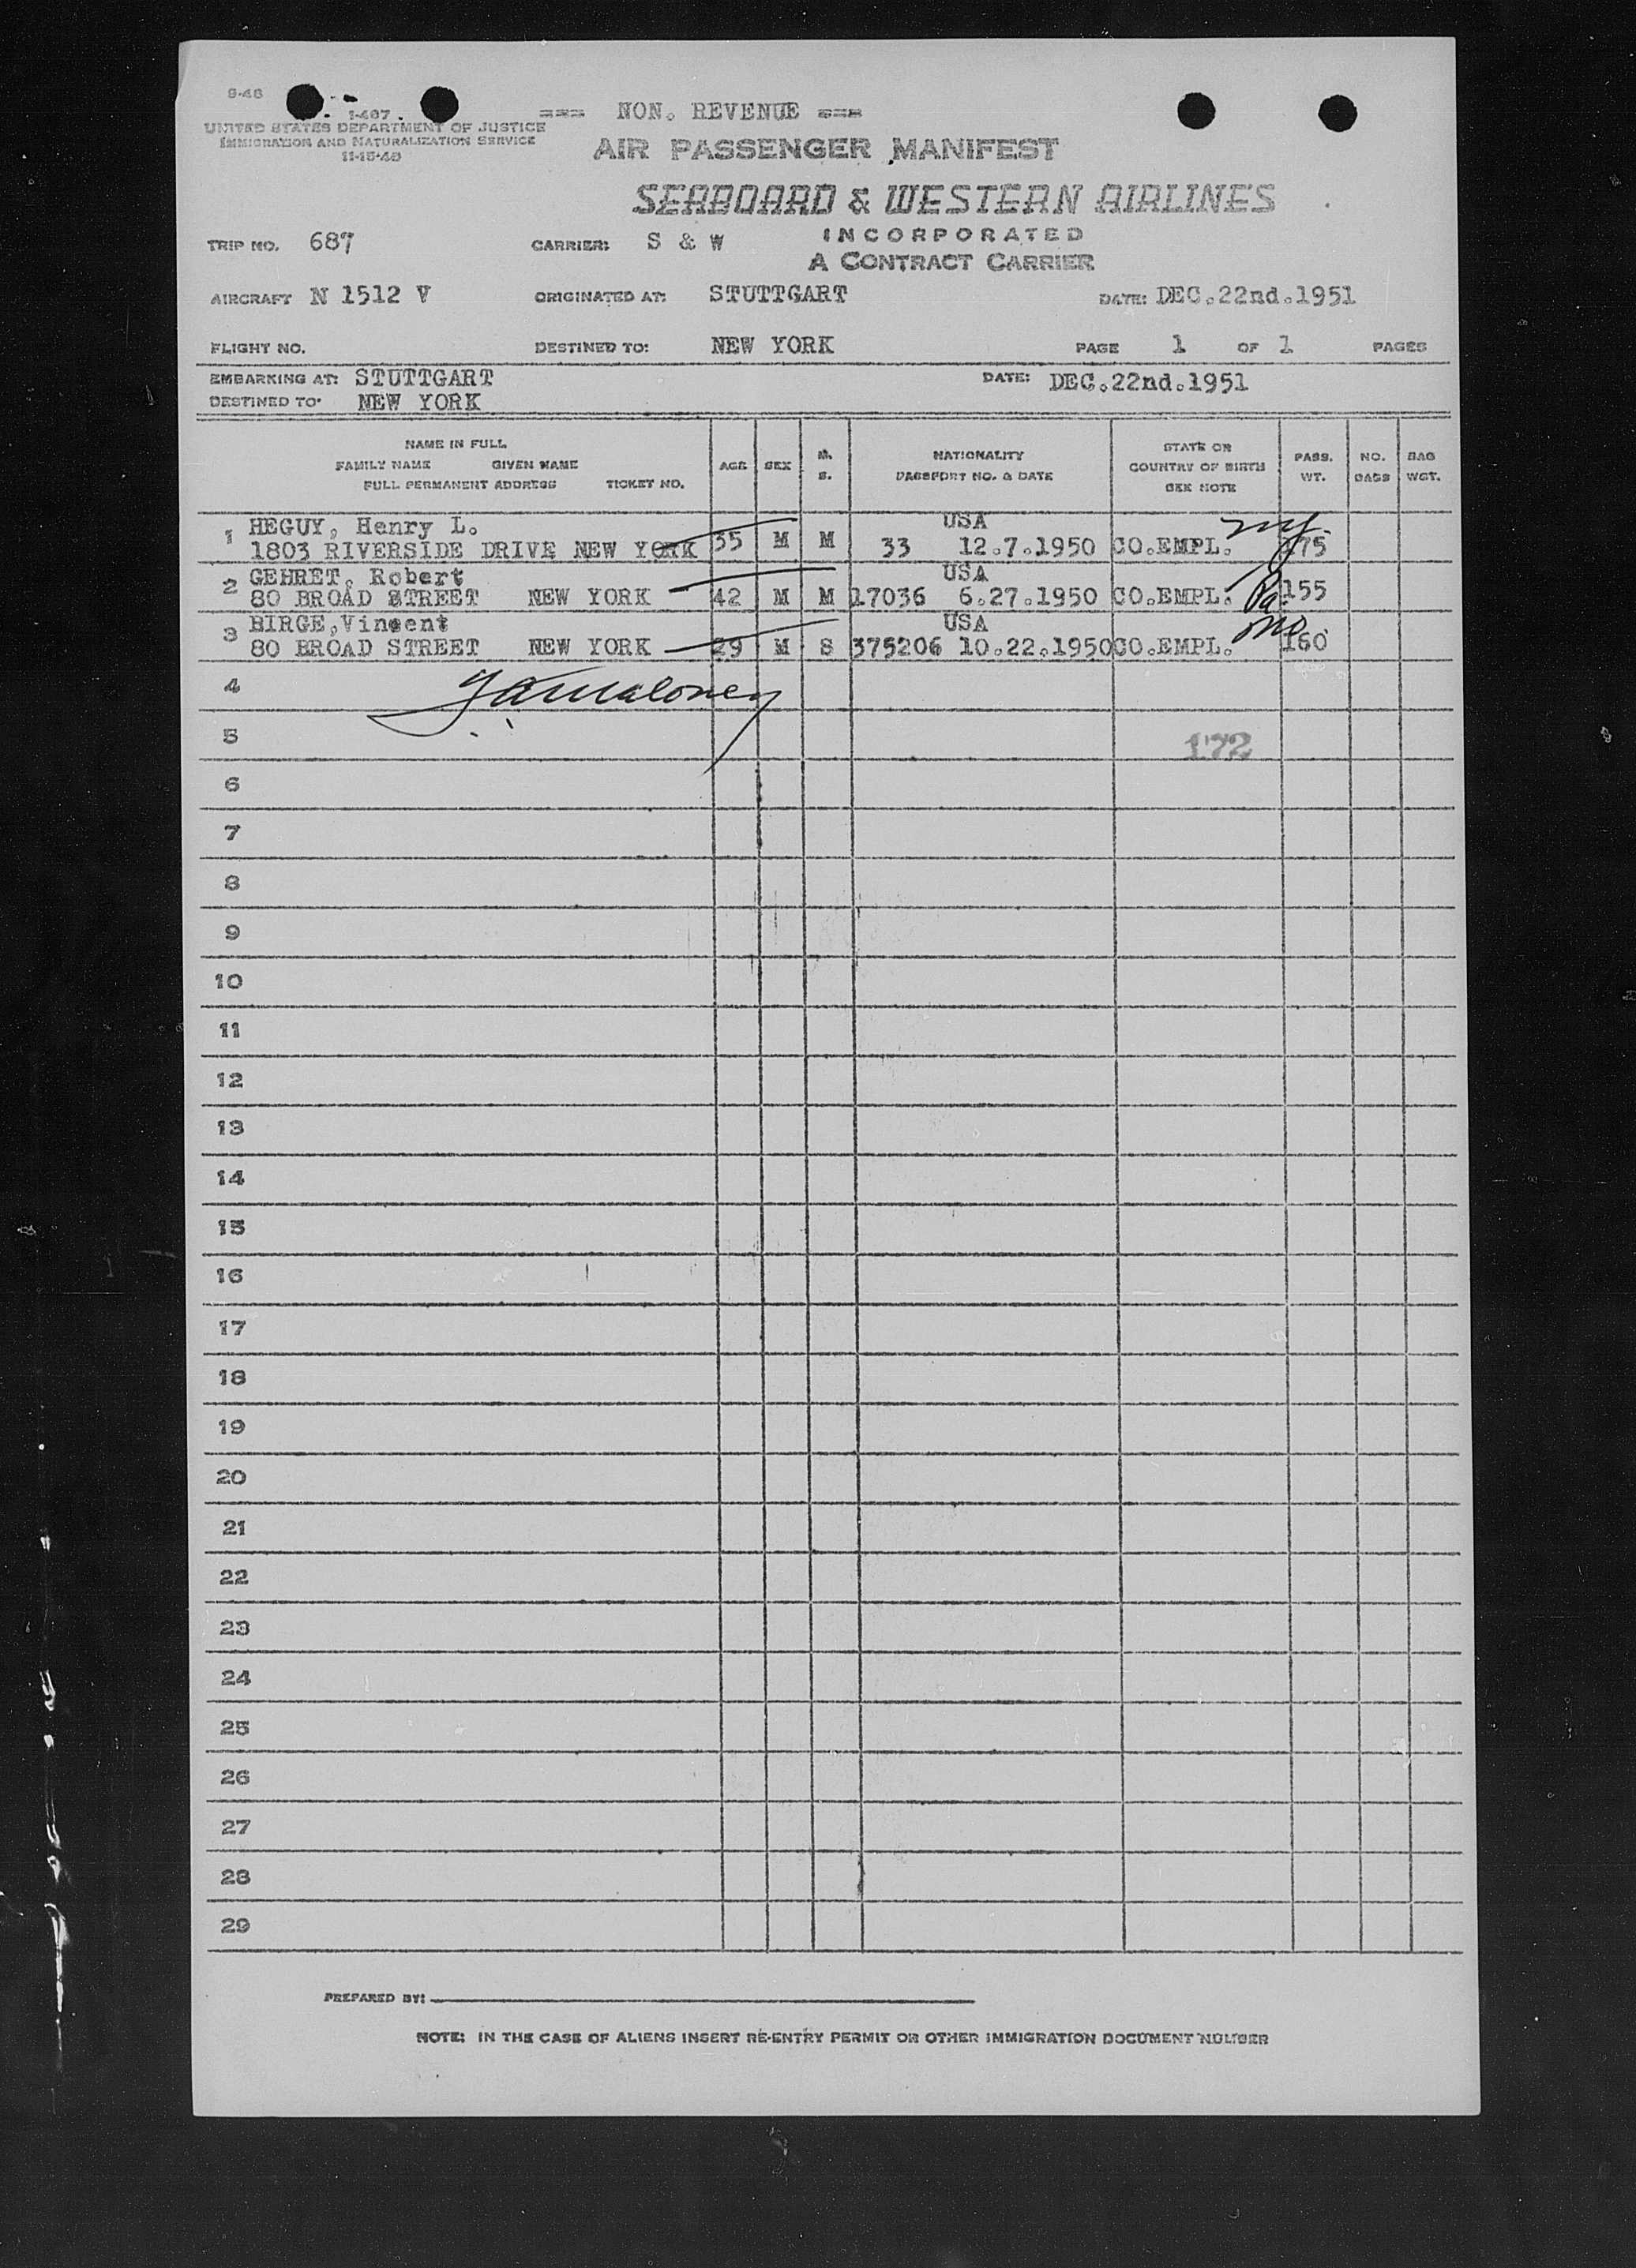 9-48
=== NON. REVENUE ===
I-407.
UNITED STATES DEPARTMENT OF JUSTICE
IMMIGRATION AND NATURALIZATION SERVICE
11-15-48
AIR PASSENGER MANIFEST
SEABOARD & WESTERN AIRLINES
INCORPORATED
A CONTRACT CARRIER
TRIP NO. 687 CARRIER: S & W
AIRCRAFT N 1512 V ORIGINATED AT: STUTTGART DATE: DEC.22nd.1951
FLIGHT NO. DESTINED TO: NEW YORK PAGE 1 OF 1 PAGES
EMBARKING AT: STUTTGART DATE: DEC.22nd.1951
DESTINED TO: NEW YORK
NAME IN FULL
FAMILY NAME GIVEN NAME
FULL PERMANENT ADDRESS TICKET NO.
AGE SEX M. S.
NATIONALITY
PASSPORT NO. & DATE
STATE OR
COUNTRY OF BIRTH
SEE NOTE
PASS. WT.
NO. BAGS
BAG WGT.
1 HEGUY, Henry L. USA NY.
1803 RIVERSIDE DRIVE NEW YORK 35 M M 33 12.7.1950 CO.EMPL. 175
2 GEHRET, Robert USA
80 BROAD STREET NEW YORK 42 M M 17036 6.27.1950 CO.EMPL. Pa. 155
3 BIRGE,Vincent USA Mo.
80 BROAD STREET NEW YORK 29 M S 375206 10.22.1950 CO.EMPL. 160
4 Maloney
5 172
6
7
8
9
10
11
12
13
14
15
16
17
18
19
20
21
22
23
24
25
26
27
28
29
PREPARED BY:
NOTE: IN THE CASE OF ALIENS INSERT RE-ENTRY PERMIT OR OTHER IMMIGRATION DOCUMENT NUMBER